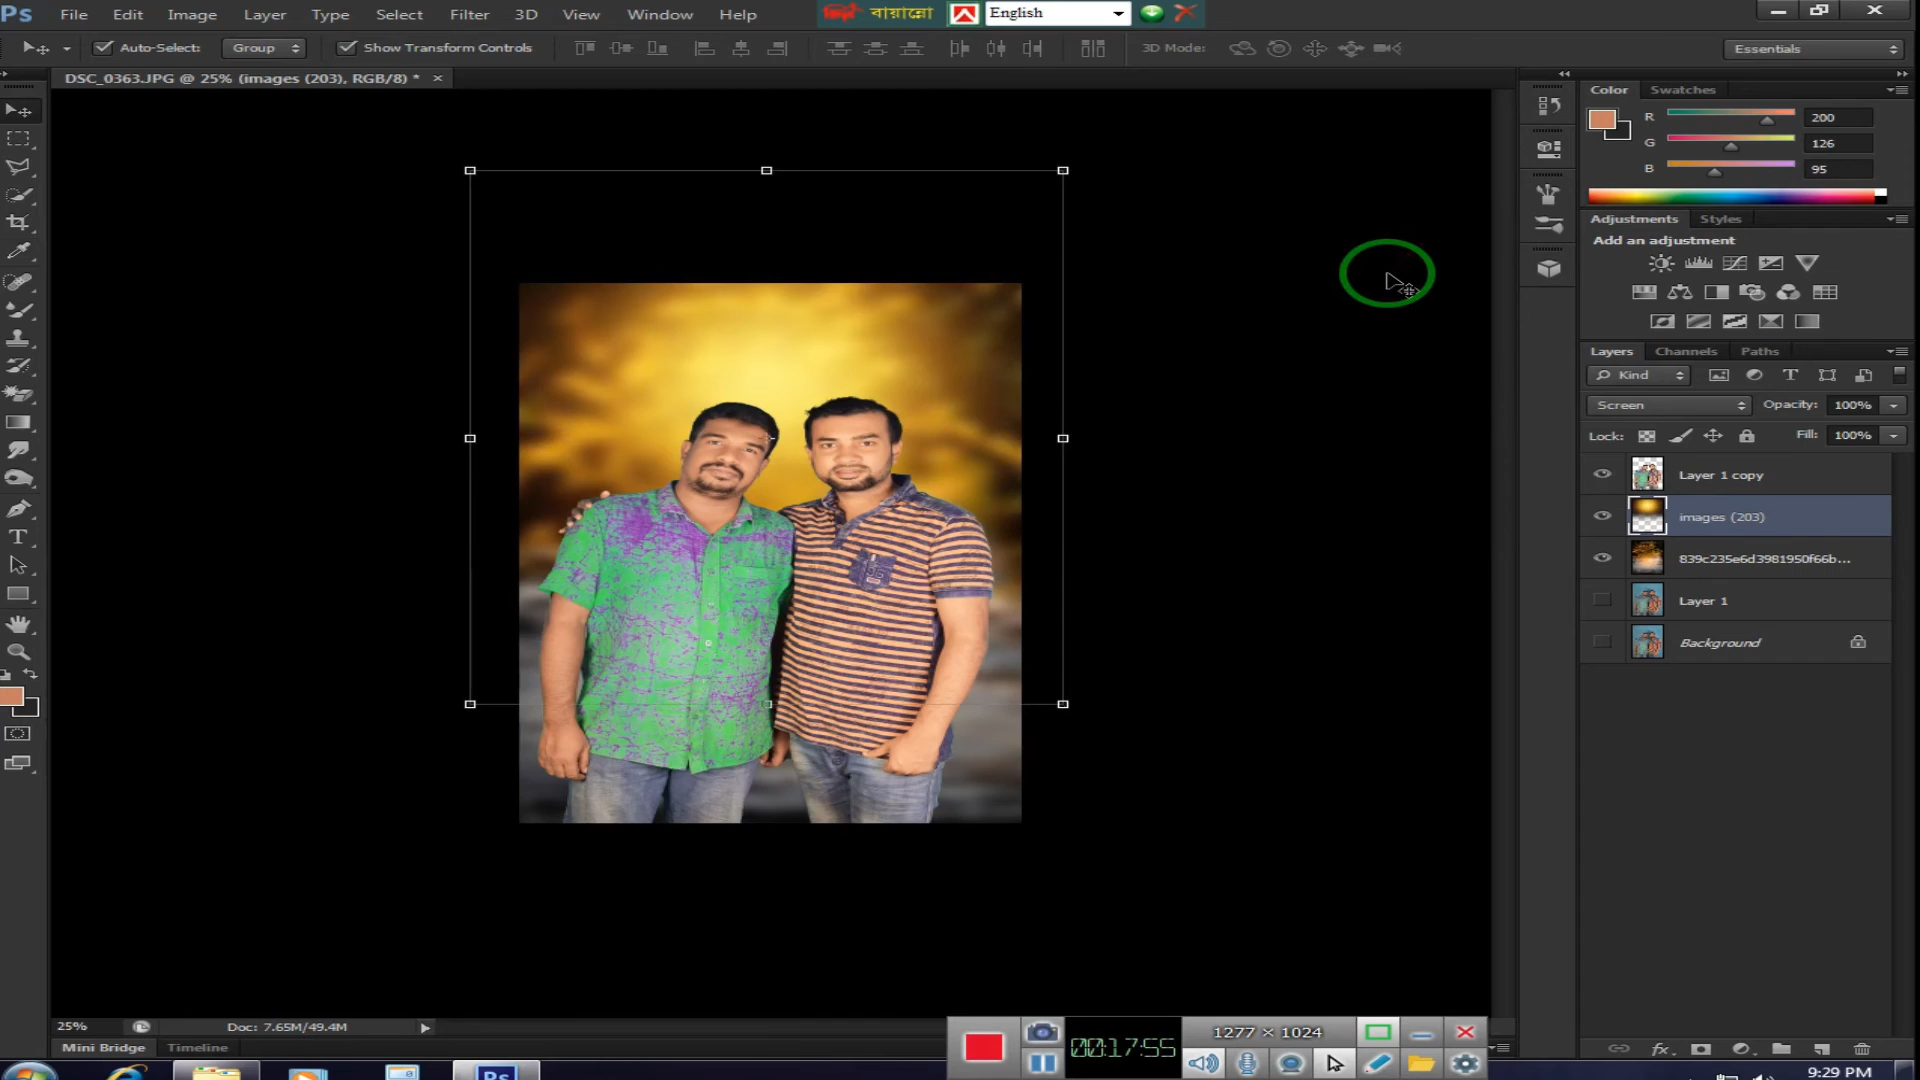 Ps File Edit Image Layer Type Select Filter 3D View Window Help বায়ান্নো English
Auto-Select: Group Show Transform Controls 3D Mode: Essentials
DSC_0363.JPG @ 25% (images (203), RGB/8) * ×
Color Swatches
R 200
G 126
B 95
Adjustments Styles
Add an adjustment
Layers Channels Paths
Kind
Screen Opacity: 100%
Lock: Fill: 100%
Layer 1 copy
images (203)
839c235e6d3981950f66b...
Layer 1
Background
25% Doc: 7.65M/49.4M
Mini Bridge Timeline
00:17:55
1277 × 1024
Ps
9:29 PM